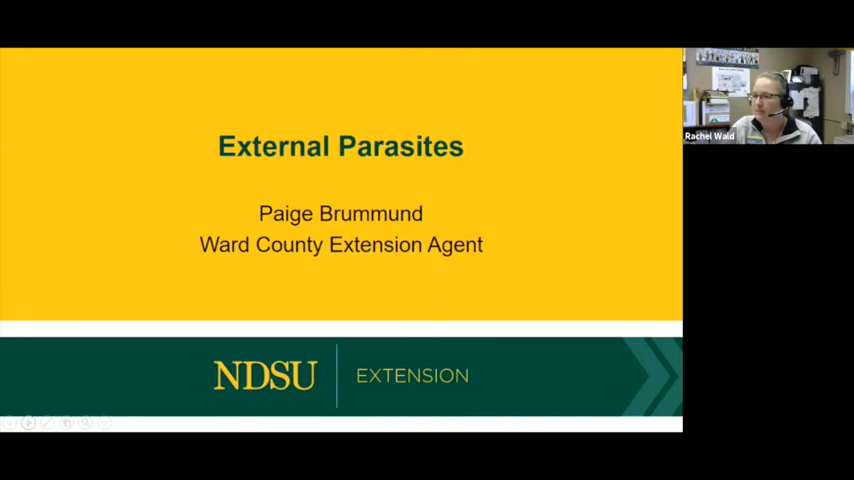 External Parasites
Paige Brummund
Ward County Extension Agent
NDSU EXTENSION
Rachel Wald